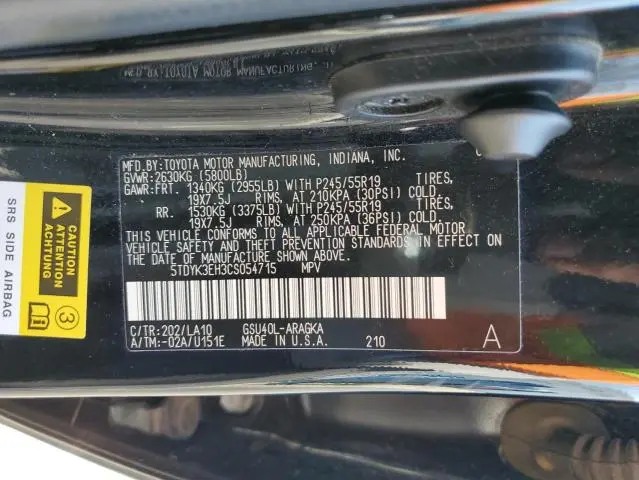 MFD.BY:TOYOTA MOTOR MANUFACTURING, INDIANA, INC.
GVWR:2630KG (5800LB)
GAWR:FRT. 1340KG (2955LB) WITH P245/55R19 TIRES,
19X7.5J RIMS, AT 210KPA (30PSI) COLD,
RR. 1530KG (3375LB) WITH P245/55R19 TIRES,
19X7.5J RIMS, AT 250KPA (36PSI) COLD.
THIS VEHICLE CONFORMS TO ALL APPLICABLE FEDERAL MOTOR
VEHICLE SAFETY AND THEFT PREVENTION STANDARDS IN EFFECT ON
THE DATE OF MANUFACTURE SHOWN ABOVE.
5TDYK3EH3CS054715 MPV
C/TR:202/LA10 GSU40L-ARAGKA
A/TM:-02A/U151E MADE IN U.S.A. 210 A
CAUTION
ATTENTION
ACHTUNG
SRS SIDE AIRBAG
3